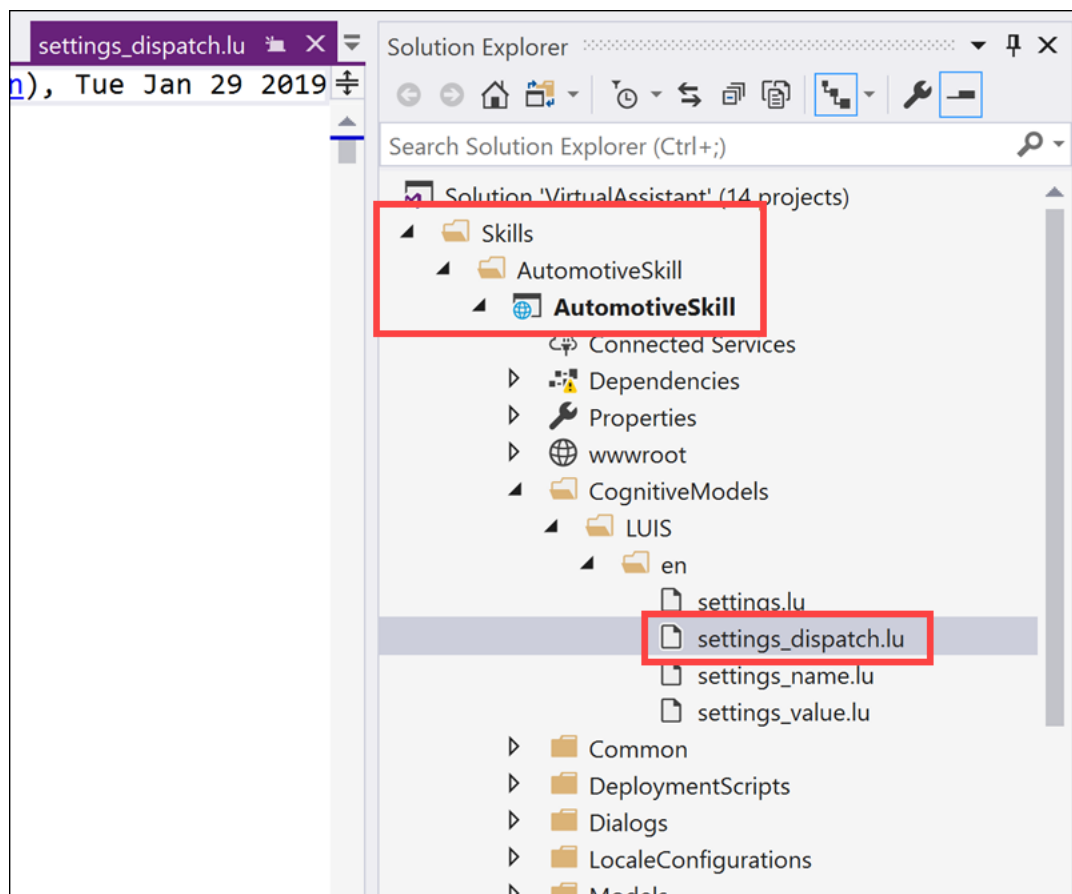 settings_dispatch.lu
n), Tue Jan 29 2019
Solution Explorer
Search Solution Explorer (Ctrl+;)
Solution 'VirtualAssistant' (14 projects)
Skills
AutomotiveSkill
AutomotiveSkill
Connected Services
Dependencies
Properties
wwwroot
CognitiveModels
LUIS
en
settings.lu
settings_dispatch.lu
settings_name.lu
settings_value.lu
Common
DeploymentScripts
Dialogs
LocaleConfigurations
Models